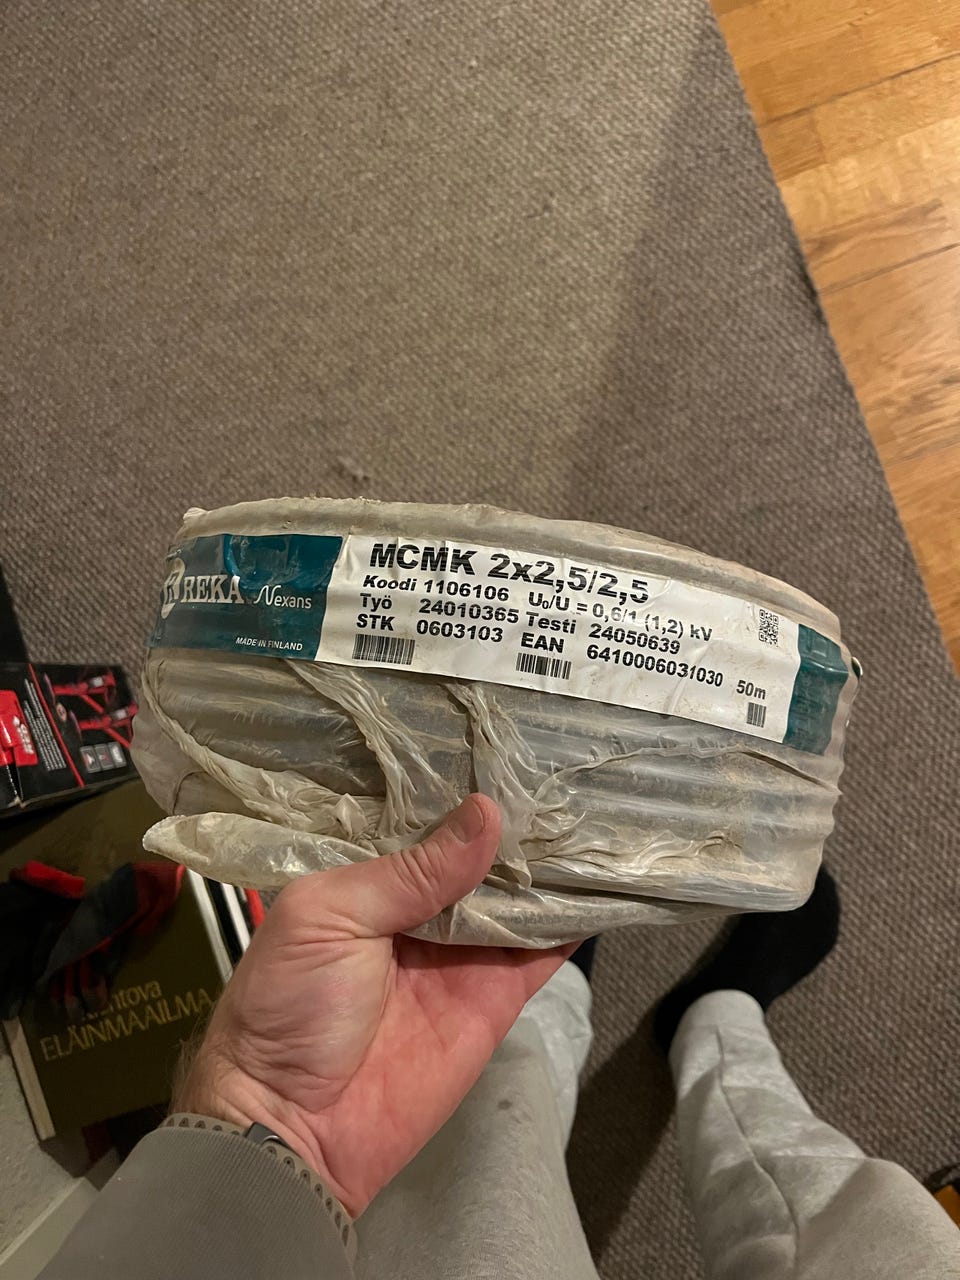 REKA
Nexans
MADE IN FINLAND
MCMK 2x2,5/2,5
Koodi 1106106 U₀/U = 0,6/1 (1,2) kV
Työ 24010365 Testi 24050639
STK 0603103 EAN 6410006031030
50m
ELÄINMAAILMA